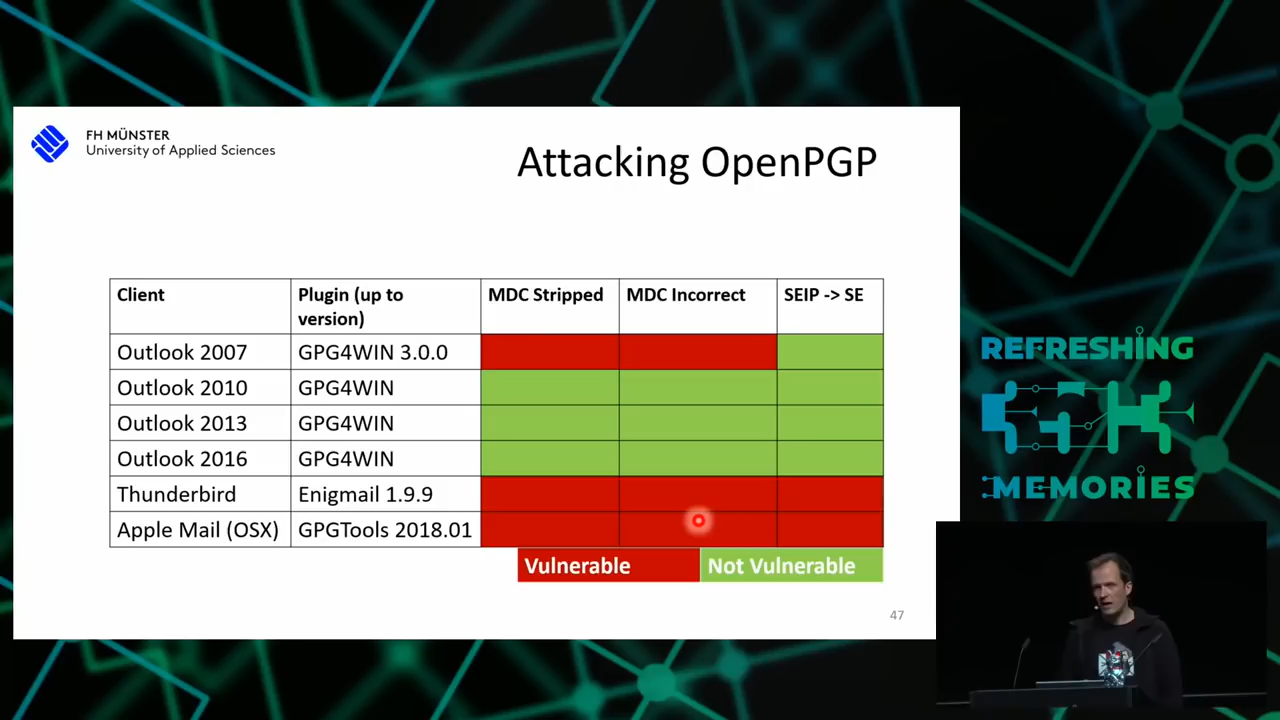 FH MÜNSTER
University of Applied Sciences
Attacking OpenPGP
Client Plugin (up to version) MDC Stripped MDC Incorrect SEIP -> SE
Outlook 2007 GPG4WIN 3.0.0
Outlook 2010 GPG4WIN
Outlook 2013 GPG4WIN
Outlook 2016 GPG4WIN
Thunderbird Enigmail 1.9.9
Apple Mail (OSX) GPGTools 2018.01
Vulnerable Not Vulnerable
47
REFRESHING
35C3
MEMORIES